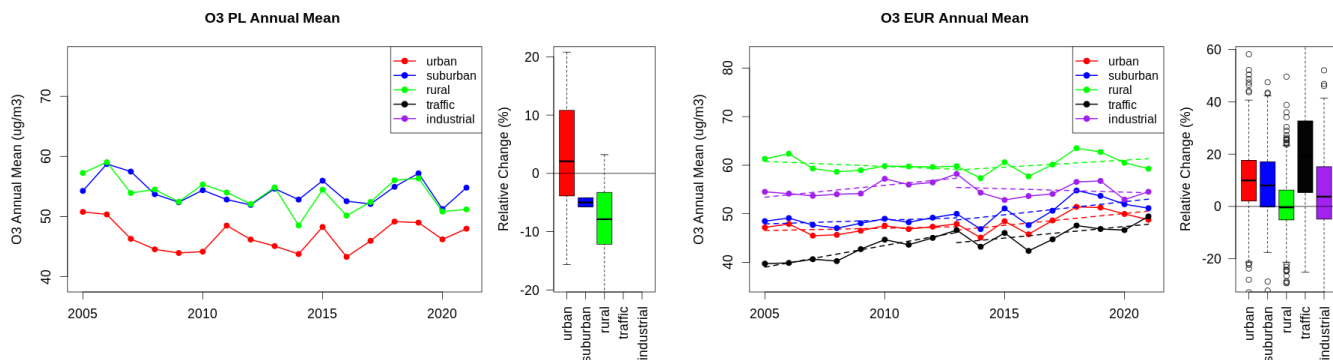 O3 PL Annual Mean
O3 Annual Mean (ug/m3)
40
50
60
70
2005
2010
2015
2020
urban
suburban
rural
traffic
industrial
Relative Change (%)
-20
-10
0
10
20
urban
suburban
rural
traffic
industrial
O3 EUR Annual Mean
O3 Annual Mean (ug/m3)
40
50
60
70
80
2005
2010
2015
2020
urban
suburban
rural
traffic
industrial
Relative Change (%)
-20
0
20
40
60
urban
suburban
rural
traffic
industrial